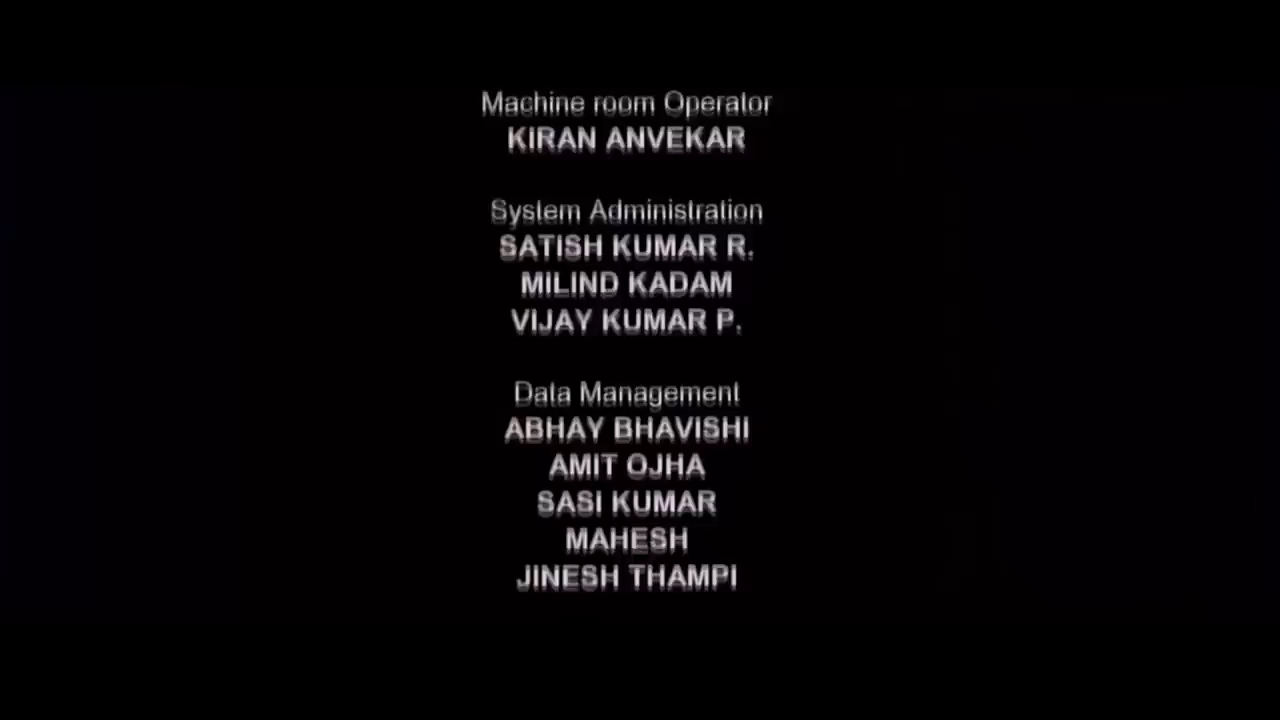 Machine room Operator
KIRAN ANVEKAR
System Administration
SATISH KUMAR R.
MILIND KADAM
VIJAY KUMAR P.
Data Management
ABHAY BHAVISHI
AMIT OJHA
SASI KUMAR
MAHESH
JINESH THAMPI